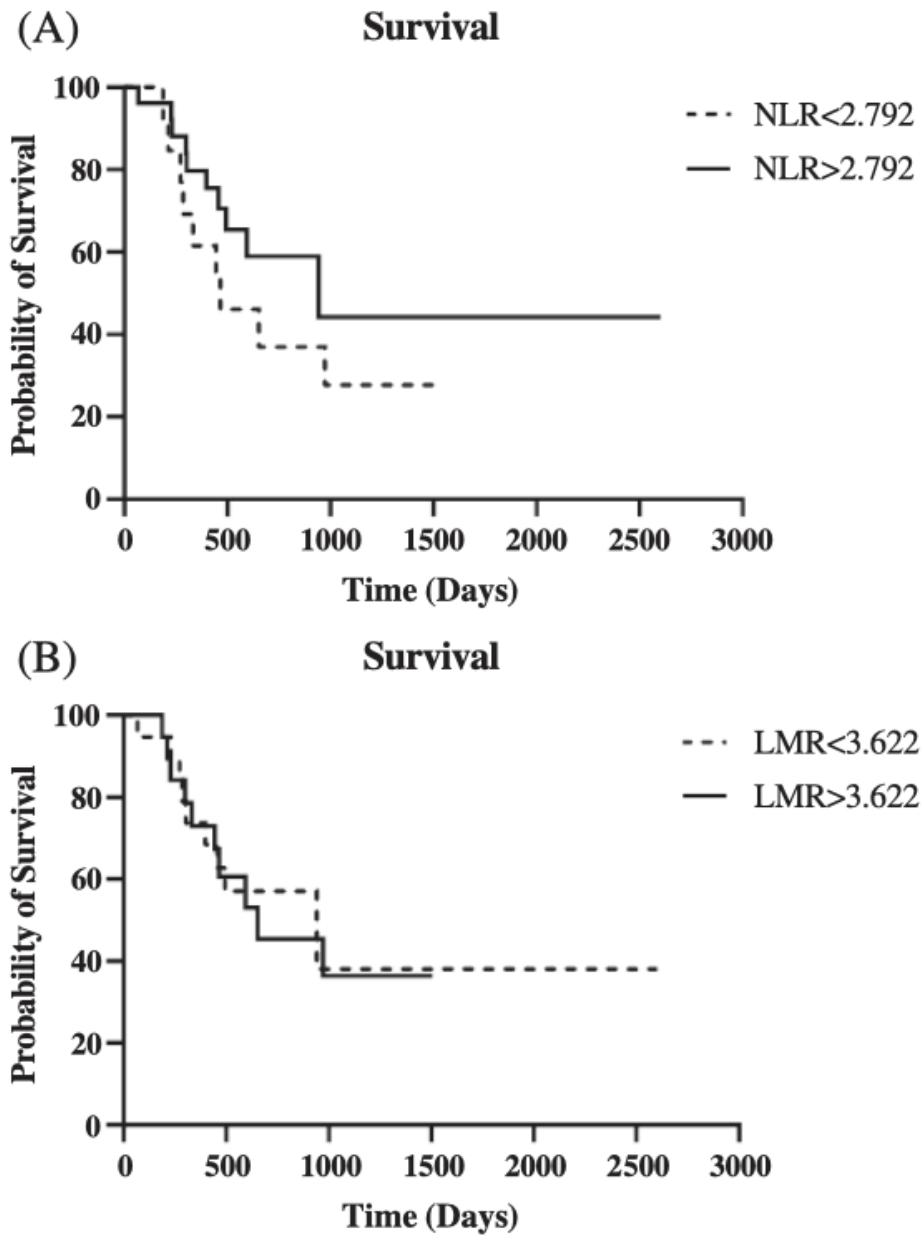 (A) Survival
100
80
60
40
20
0
Probability of Survival
NLR<2.792
NLR>2.792
0 500 1000 1500 2000 2500 3000
Time (Days)
(B) Survival
100
80
60
40
20
0
Probability of Survival
LMR<3.622
LMR>3.622
0 500 1000 1500 2000 2500 3000
Time (Days)